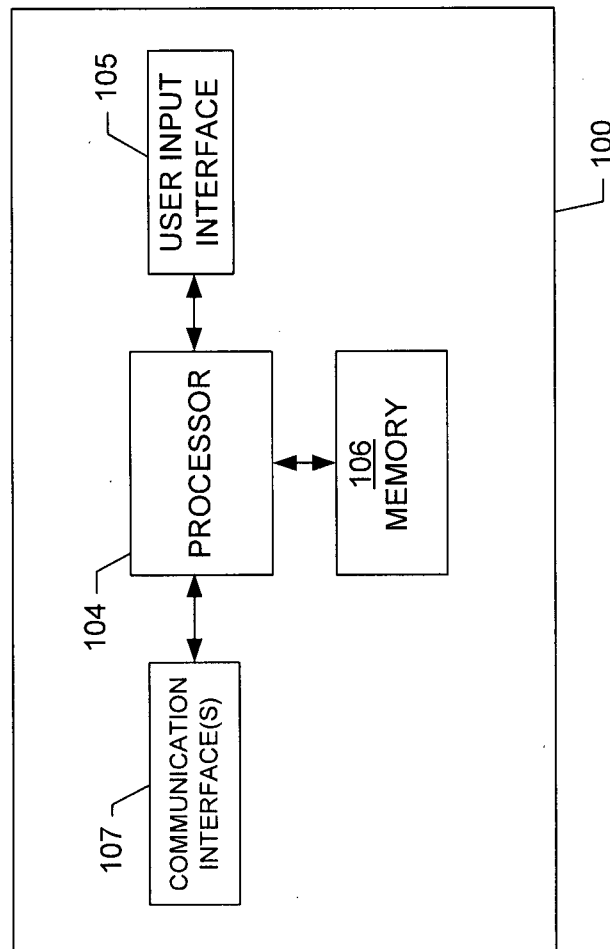 107
COMMUNICATION
INTERFACE(S)
104
PROCESSOR
105
USER INPUT
INTERFACE
106
MEMORY
100